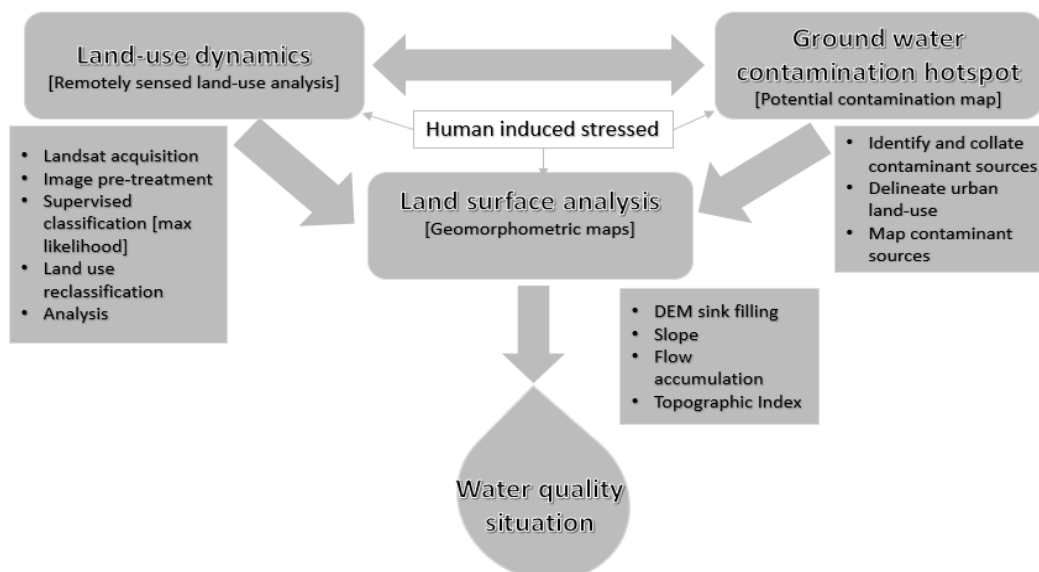 Land-use dynamics
[Remotely sensed land-use analysis]
Ground water
contamination hotspot
[Potential contamination map]
Human induced stressed
• Landsat acquisition
• Image pre-treatment
• Supervised
classification [max
likelihood]
• Land use
reclassification
• Analysis
Land surface analysis
[Geomorphometric maps]
• Identify and collate
contaminant sources
• Delineate urban
land-use
• Map contaminant
sources
• DEM sink filling
• Slope
• Flow
accumulation
• Topographic Index
Water quality
situation